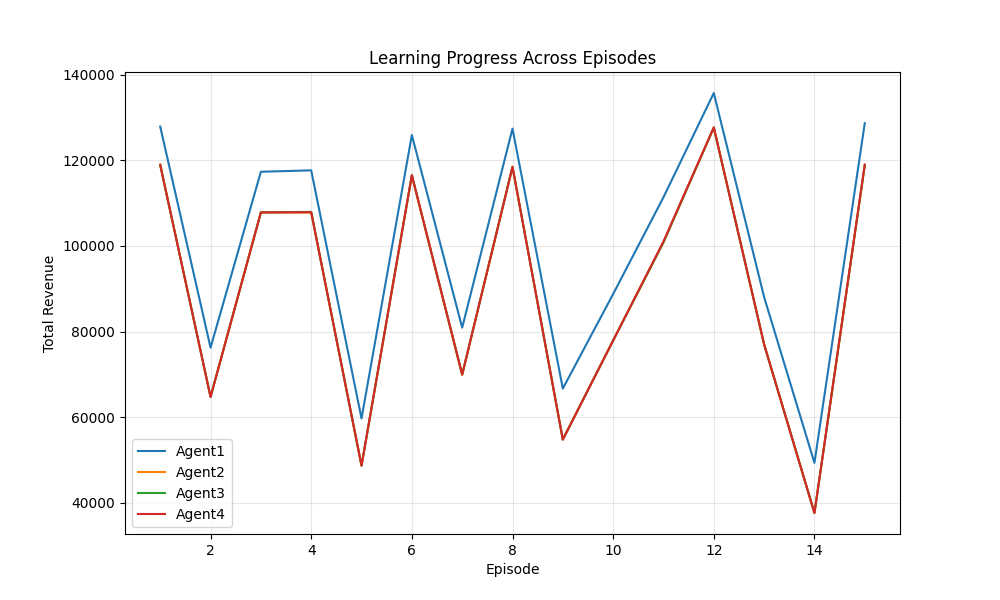 Learning Progress Across Episodes
Total Revenue
140000
120000
100000
80000
60000
40000
Agent1
Agent2
Agent3
Agent4
2 4 6 8 10 12 14
Episode